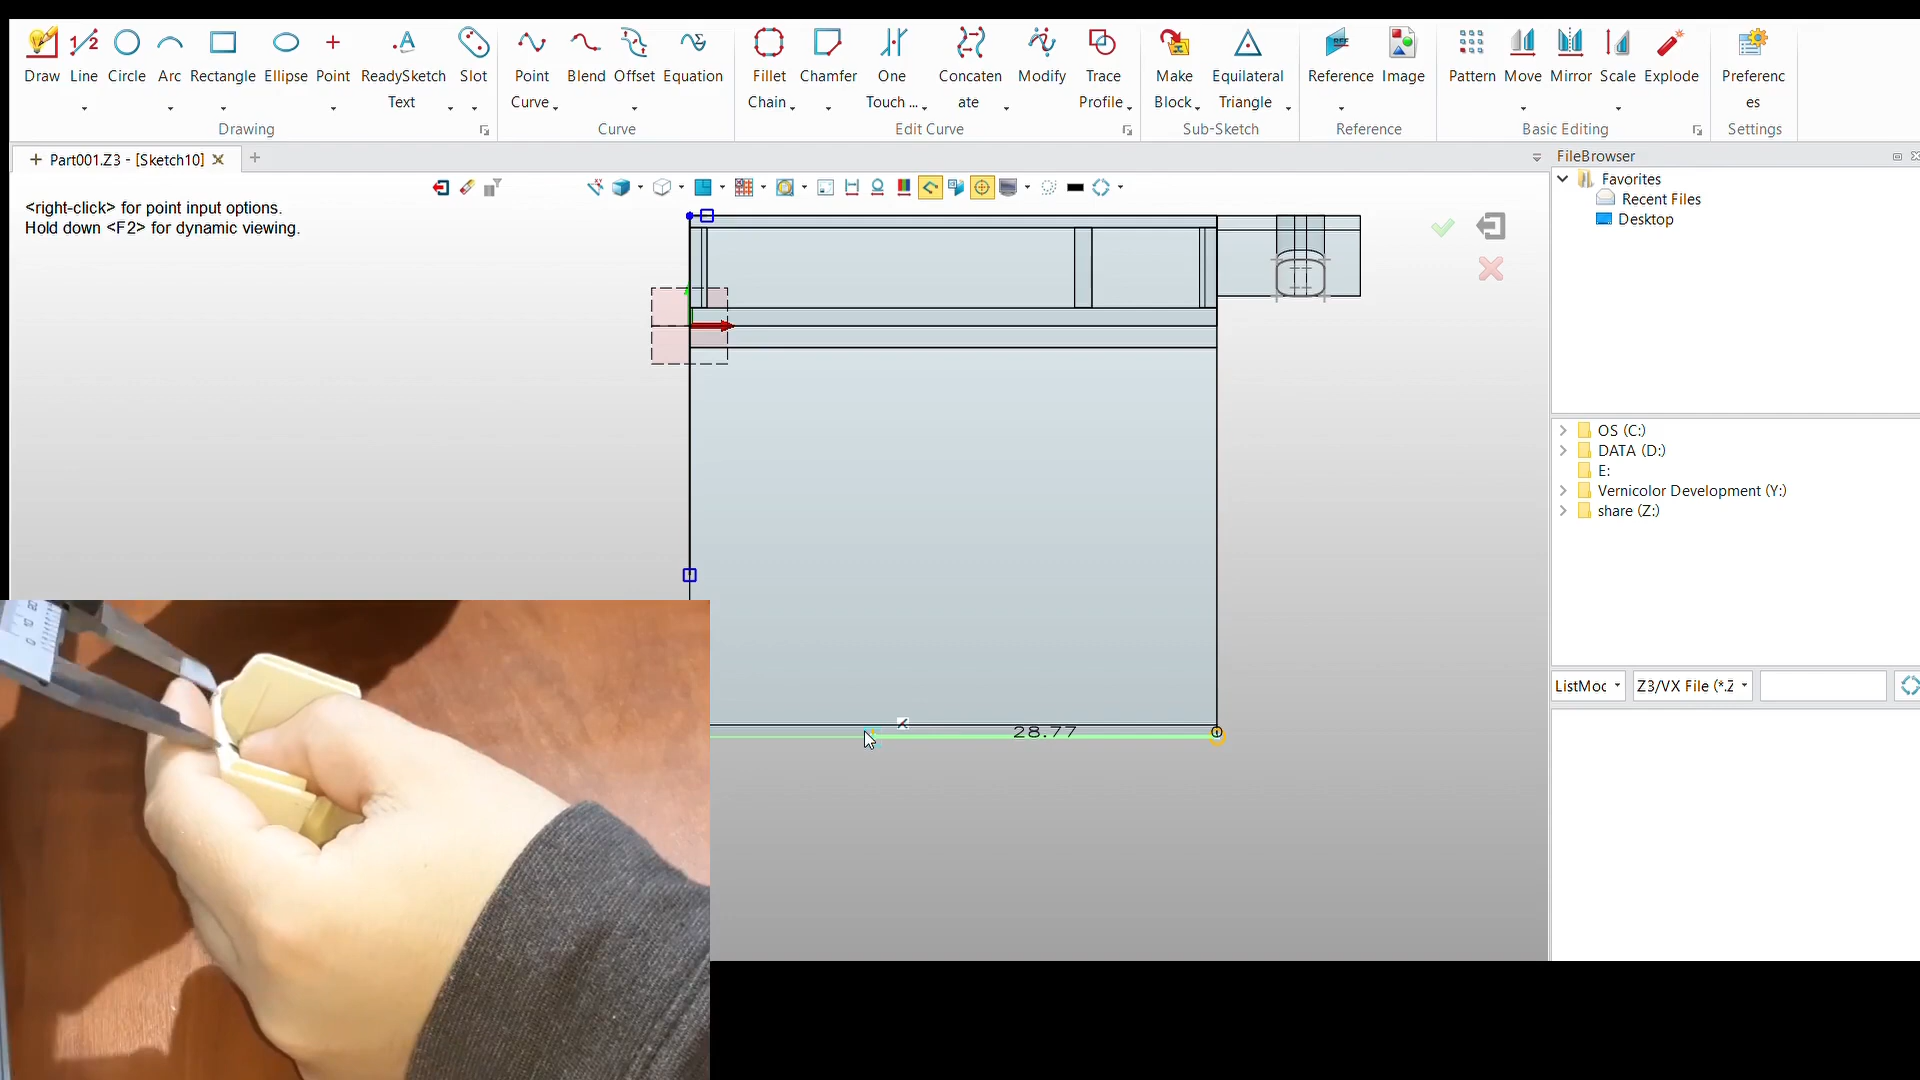 Draw Line Circle Arc Rectangle Ellipse Point ReadySketch Text Slot
Drawing
Point Curve Blend Offset Equation
Curve
Fillet Chain Chamfer One Touch ... Concaten ate Modify Trace Profile
Edit Curve
Make Block Equilateral Triangle
Sub-Sketch
Reference Image
Reference
Pattern Move Mirror Scale Explode
Basic Editing
Preferenc es
Settings
Part001.Z3 - [Sketch10]
<right-click> for point input options.
Hold down <F2> for dynamic viewing.
28.77
FileBrowser
Favorites
Recent Files
Desktop
OS (C:)
DATA (D:)
E:
Vernicolor Development (Y:)
share (Z:)
ListMoc
Z3/VX File (*.Z
0 10 20